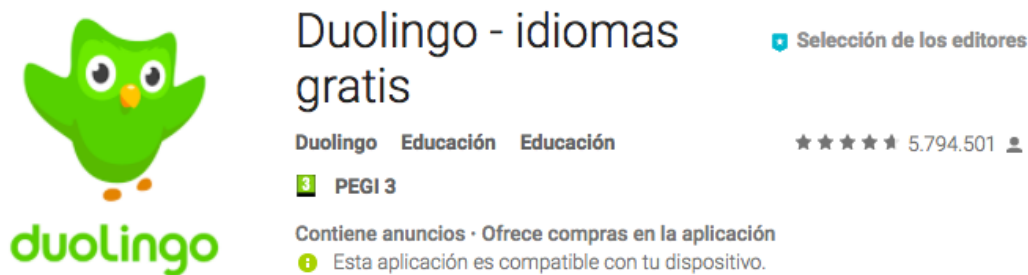 Duolingo - idiomas
gratis
Selección de los editores
Duolingo Educación Educación
5.794.501
3 PEGI 3
duolingo
Contiene anuncios · Ofrece compras en la aplicación
Esta aplicación es compatible con tu dispositivo.